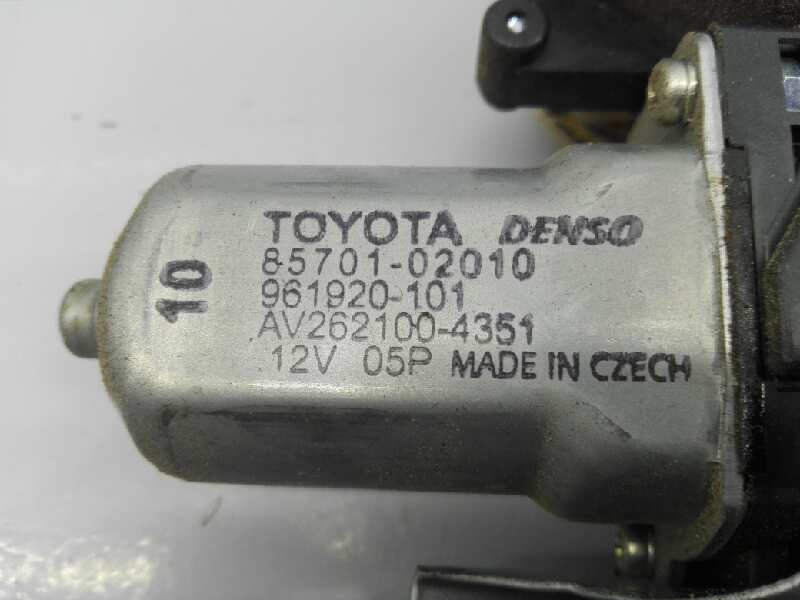 TOYOTA DENSO
85701-02010
961920-101
AV262100-4351
12V 05P MADE IN CZECH
10